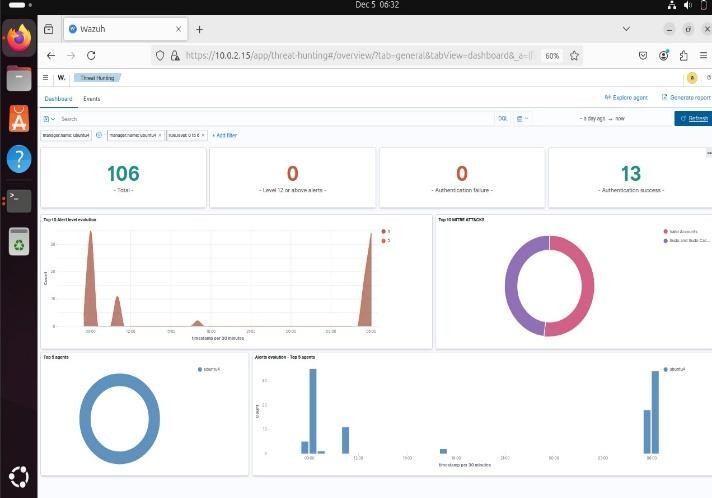 Dec 5 06:32
Wazuh
https://10.0.2.15/app/threat-hunting#/overview/?tab=general&tabView=dashboard&_a=(f
60%
W.
Threat Hunting
a
Dashboard
Events
Explore agent
Generate report
Search
DQL
~ a day ago → now
Refresh
manager.name: ubuntu4
manager.name: ubuntu4 ×
rule.level: 0 to 6 ×
+ Add filter
106
- Total -
0
- Level 12 or above alerts -
0
- Authentication failure -
13
- Authentication success -
Top 10 Alert level evolution
Count
timestamp per 30 minutes
3
Top 10 MITRE ATT&CKS
Valid Accounts
Sudo and Sudo Cac...
Top 5 agents
ubuntu4
Alerts evolution - Top 5 agents
Count
timestamp per 30 minutes
ubuntu4